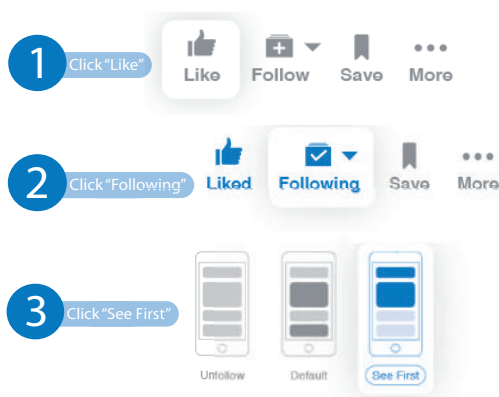 1 Click "Like"
Like Follow Save More
2 Click "Following"
Liked Following Save More
3 Click "See First"
Unfollow Default See First